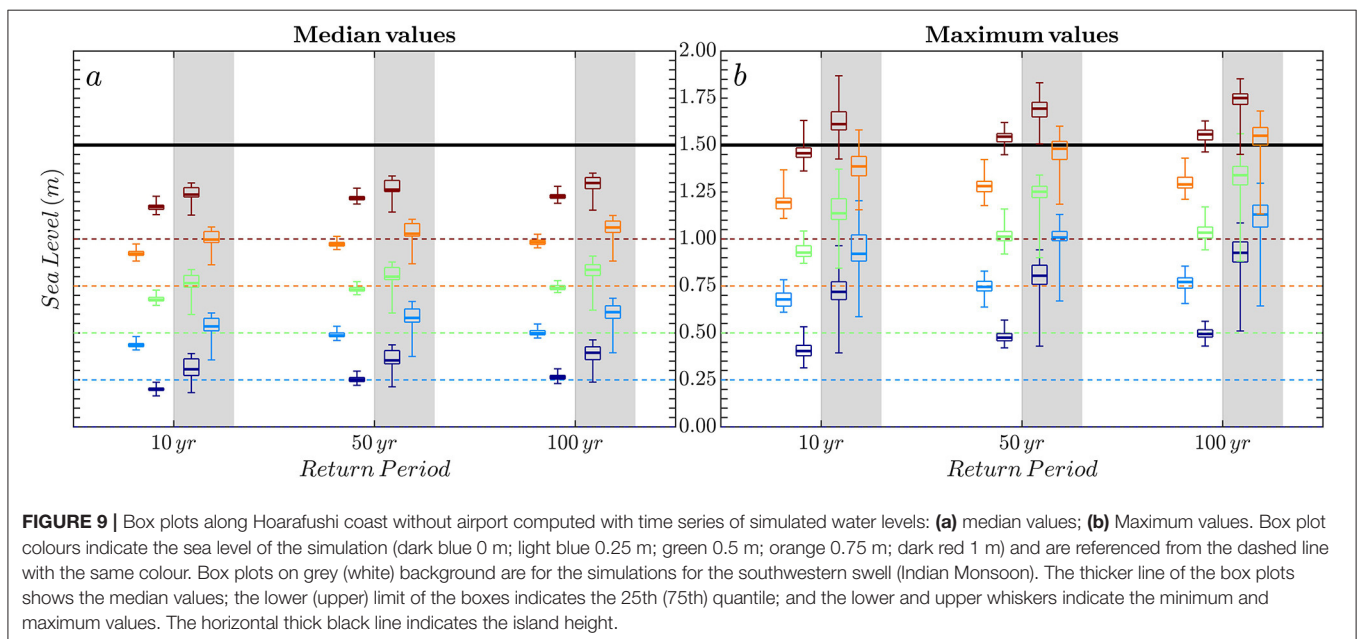 Median values
Maximum values
a
b
Sea Level (m)
2.00
1.75
1.50
1.25
1.00
0.75
0.50
0.25
0.00
10 yr
50 yr
100 yr
10 yr
50 yr
100 yr
Return Period
Return Period
FIGURE 9 | Box plots along Hoarafushi coast without airport computed with time series of simulated water levels: (a) median values; (b) Maximum values. Box plot
colours indicate the sea level of the simulation (dark blue 0 m; light blue 0.25 m; green 0.5 m; orange 0.75 m; dark red 1 m) and are referenced from the dashed line
with the same colour. Box plots on grey (white) background are for the simulations for the southwestern swell (Indian Monsoon). The thicker line of the box plots
shows the median values; the lower (upper) limit of the boxes indicates the 25th (75th) quantile; and the lower and upper whiskers indicate the minimum and
maximum values. The horizontal thick black line indicates the island height.